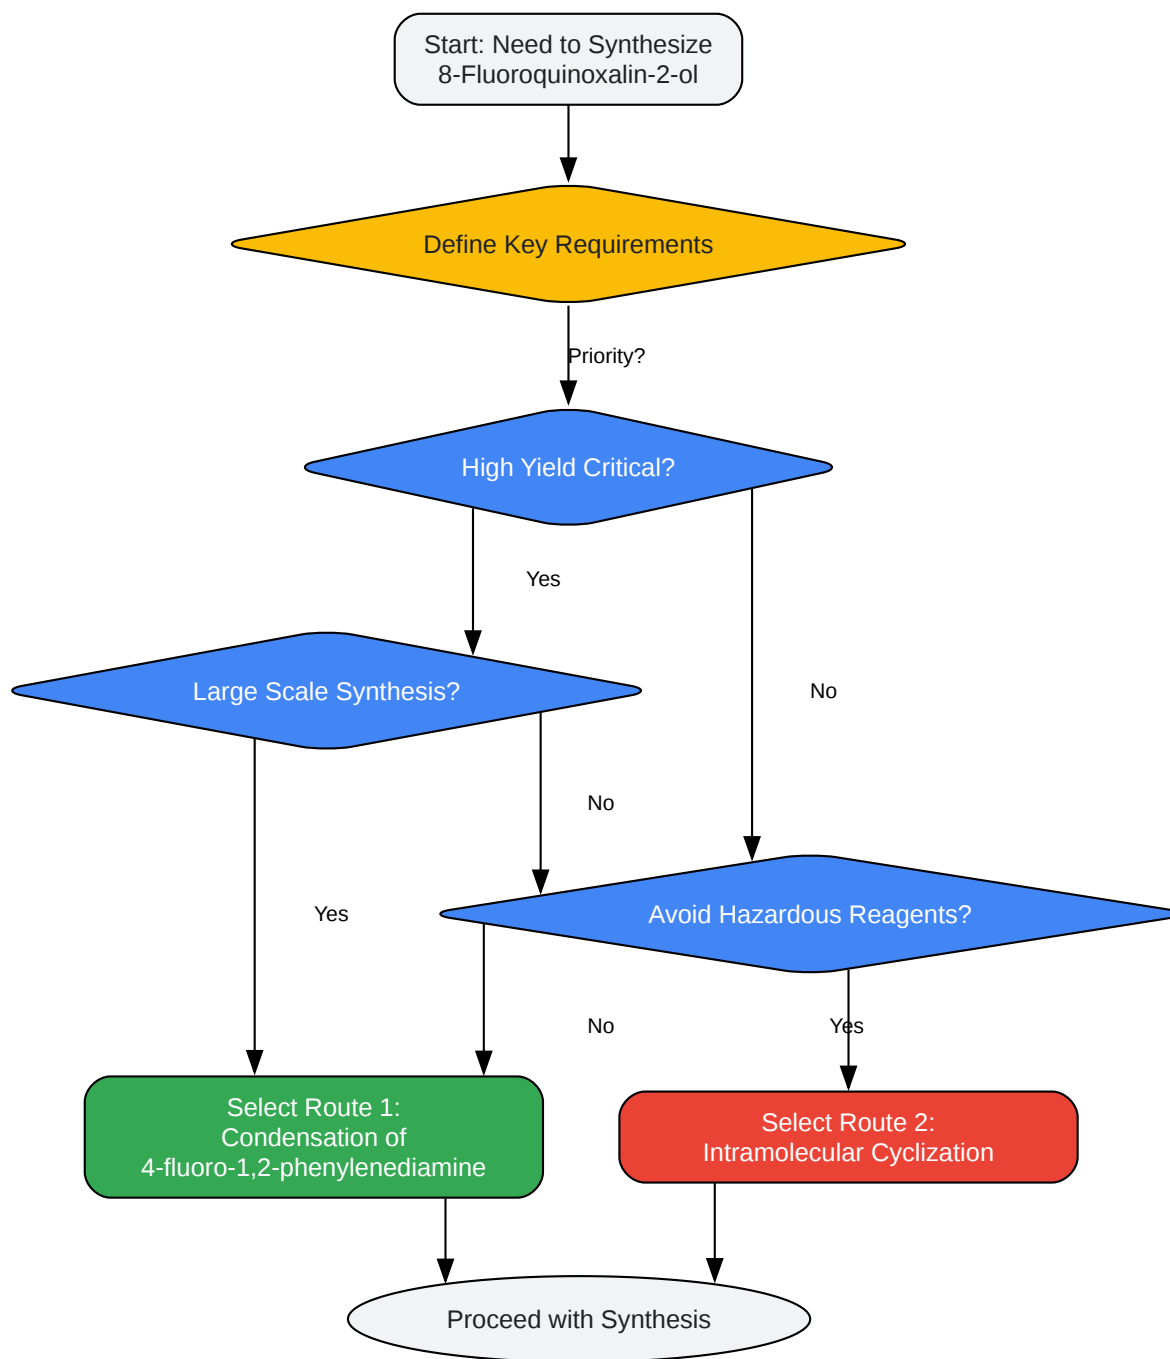 Start: Need to Synthesize
8-Fluoroquinoxalin-2-ol
Define Key Requirements
Priority?
High Yield Critical?
Yes
Large Scale Synthesis?
No
No
Yes
Avoid Hazardous Reagents?
No
Yes
Select Route 1:
Condensation of
4-fluoro-1,2-phenylenediamine
Select Route 2:
Intramolecular Cyclization
Proceed with Synthesis